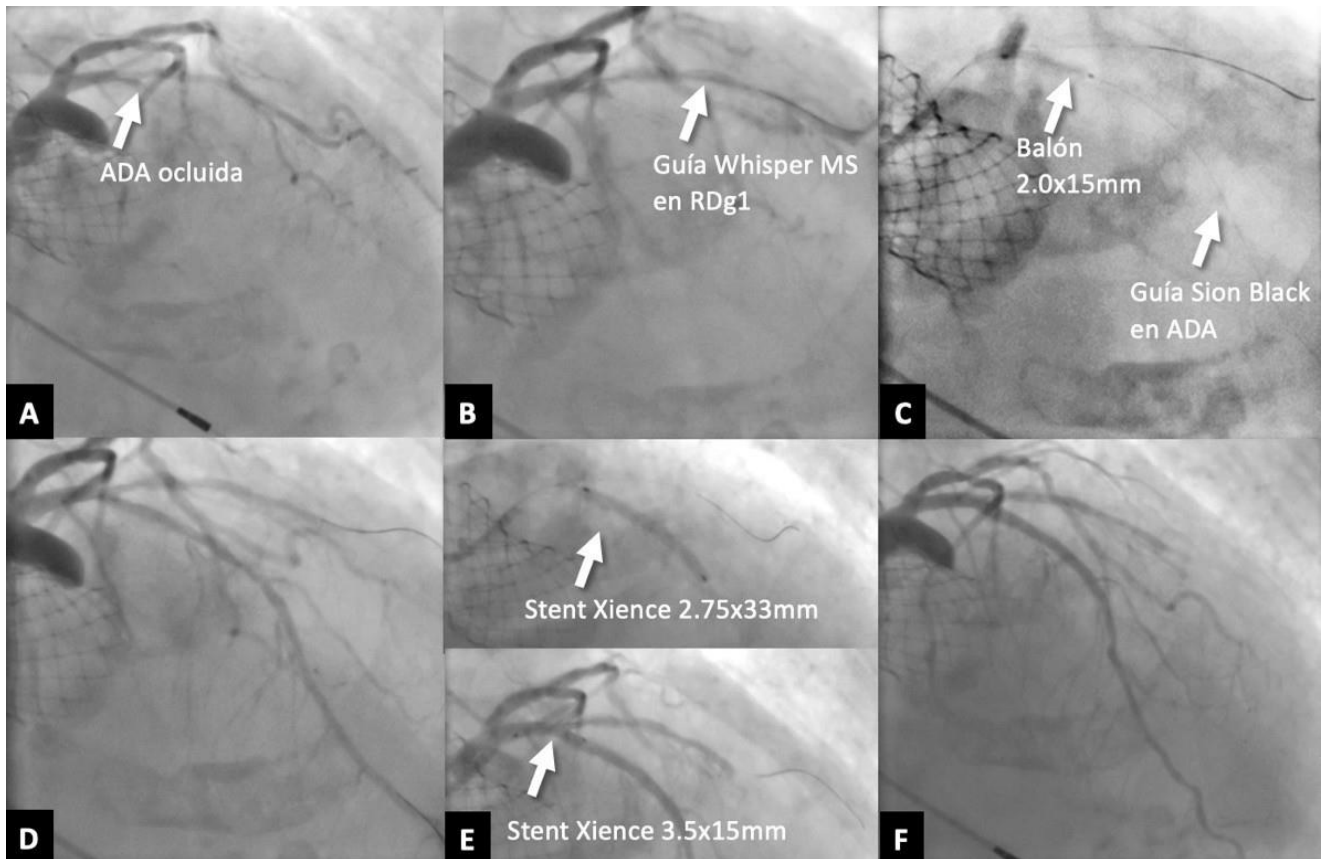 ADA ocluida
A
Guía Whisper MS
en RDg1
B
Balón
2.0x15mm
Guía Sion Black
en ADA
C
D
Stent Xience 2.75x33mm
Stent Xience 3.5x15mm
E
F